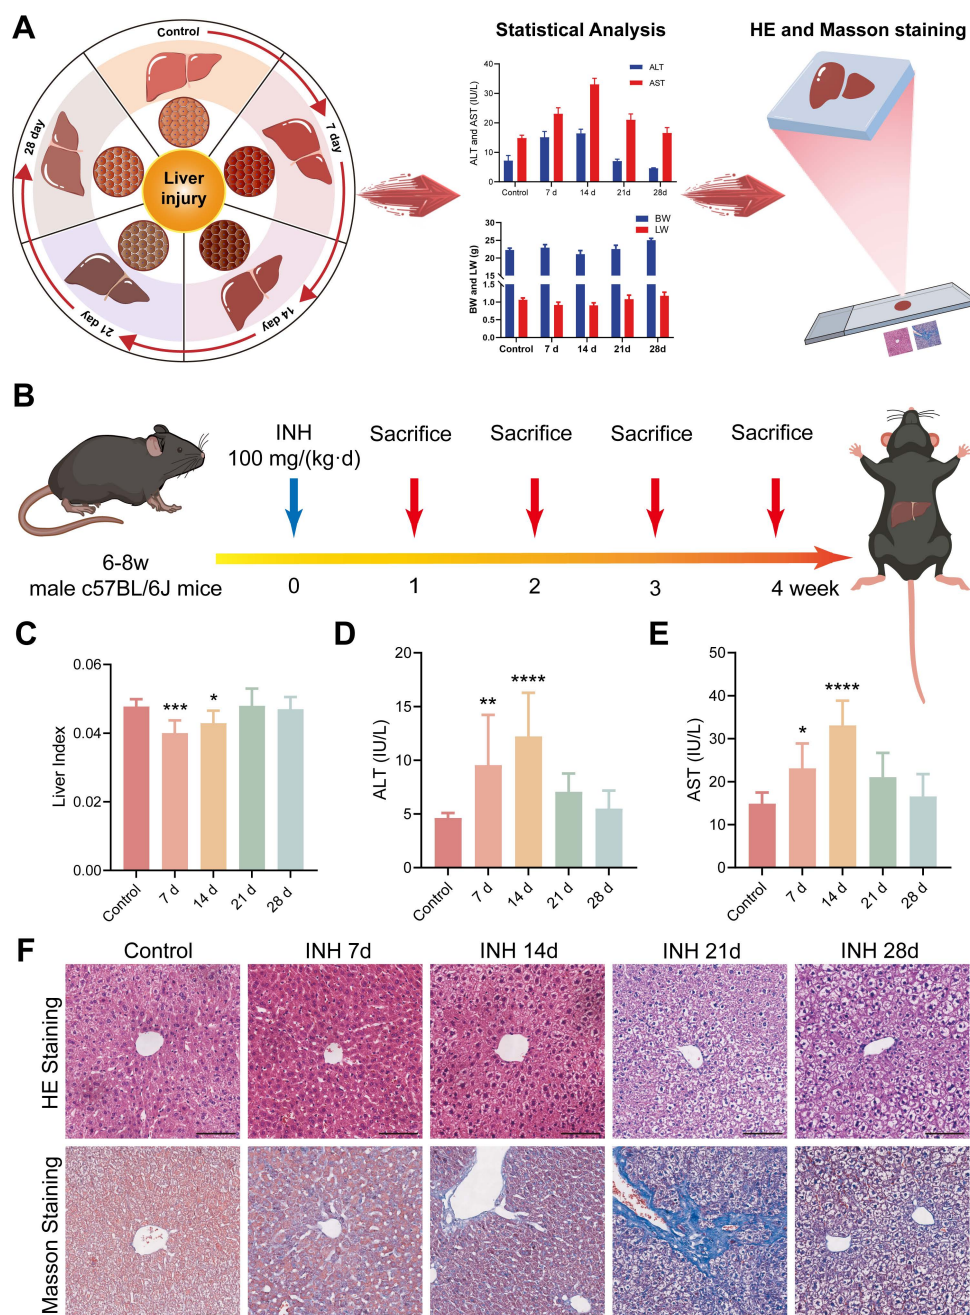 A
Control
7 day
14 day
21 day
28 day
Liver
injury
Statistical Analysis
ALT and AST (IU/L)
40
30
20
10
0
ALT
AST
Control
7 d
14 d
21d
28d
BW and LW (g)
30
25
20
15
1.5
1.0
0.5
0.0
BW
LW
Control
7 d
14 d
21d
28d
HE and Masson staining
B
INH
100 mg/(kg·d)
Sacrifice
Sacrifice
Sacrifice
Sacrifice
6-8w
male c57BL/6J mice
0
1
2
3
4 week
C
Liver Index
0.06
0.04
0.02
0.00
***
*
Control
7 d
14 d
21 d
28 d
D
ALT (IU/L)
20
15
10
5
0
**
****
Control
7 d
14 d
21 d
28 d
E
AST (IU/L)
50
40
30
20
10
0
*
****
Control
7 d
14 d
21 d
28 d
F
Control
INH 7d
INH 14d
INH 21d
INH 28d
HE Staining
Masson Staining